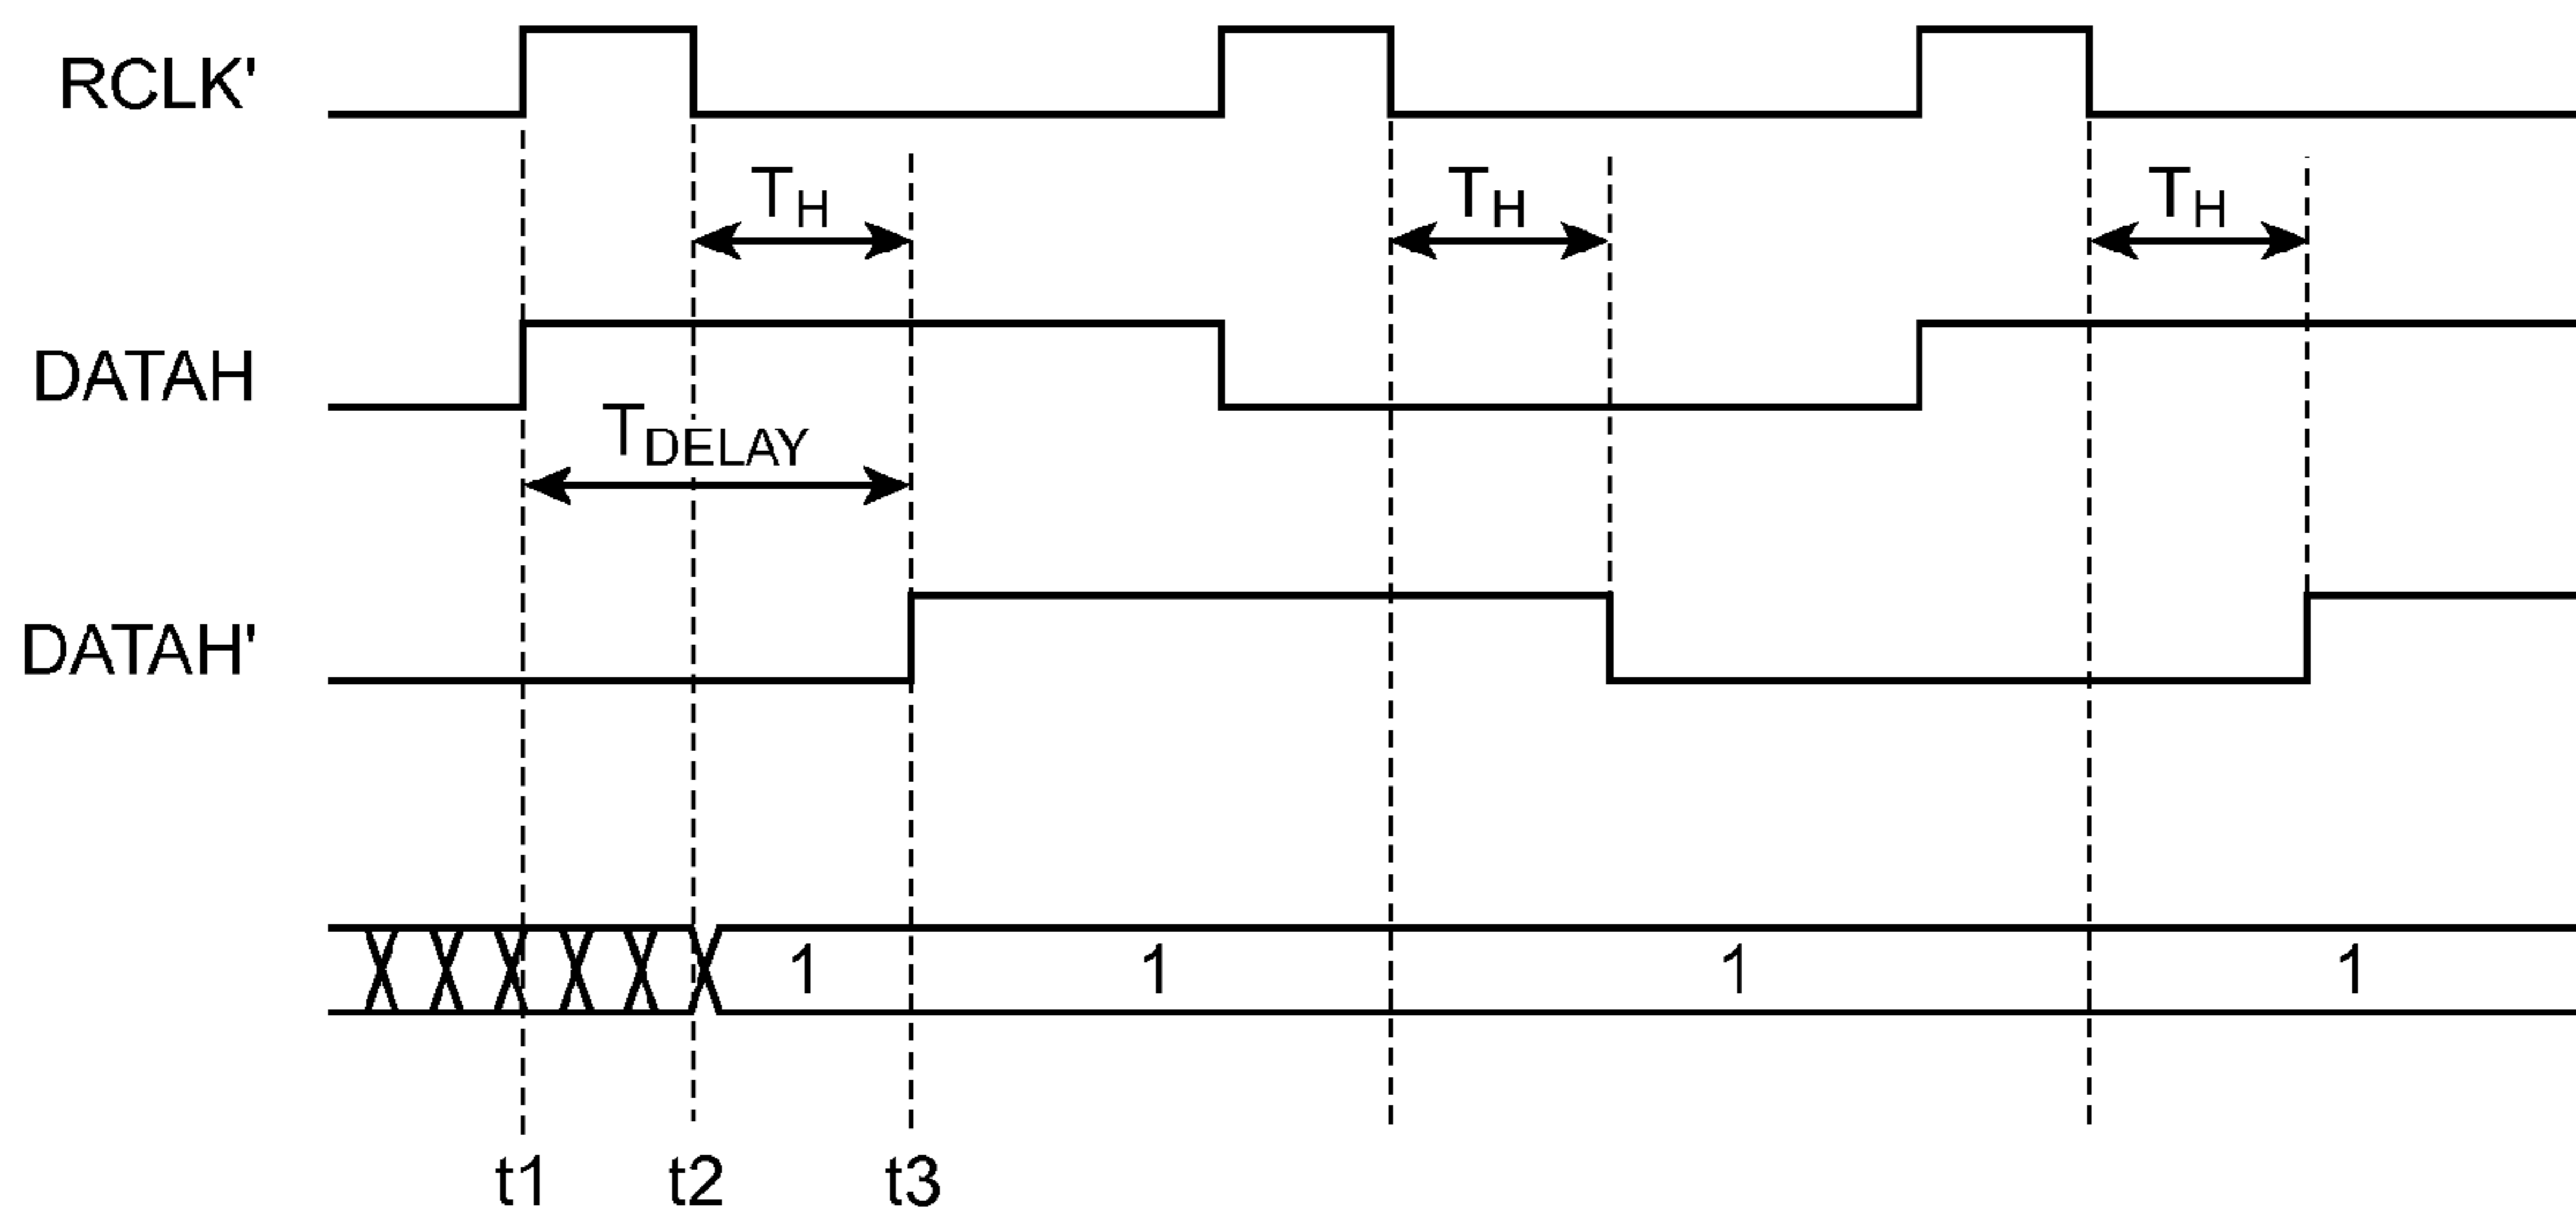 RCLK'
TH TH TH
DATAH
TDELAY
DATAH'
1 1 1 1
t1 t2 t3